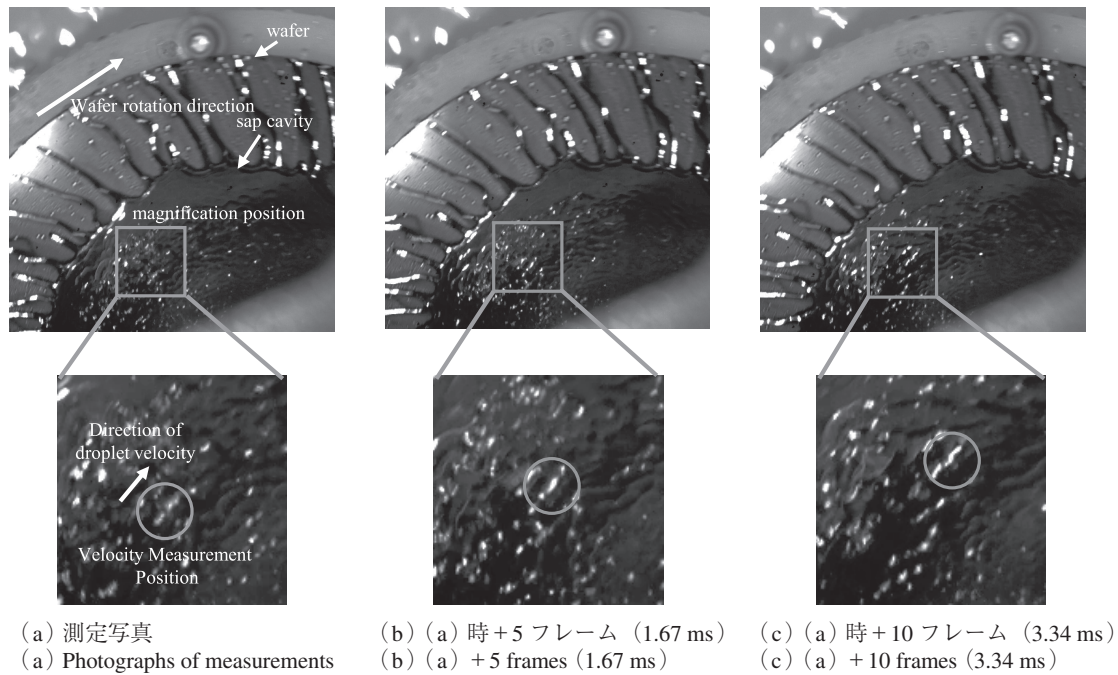 wafer
Wafer rotation direction
sap cavity
magnification position
Direction of
droplet velocity
Velocity Measurement
Position
（a）測定写真
（a）Photographs of measurements
（b）（a）時＋5 フレーム（1.67 ms）
（b）（a）＋5 frames（1.67 ms）
（c）（a）時＋10 フレーム（3.34 ms）
（c）（a）＋10 frames（3.34 ms）